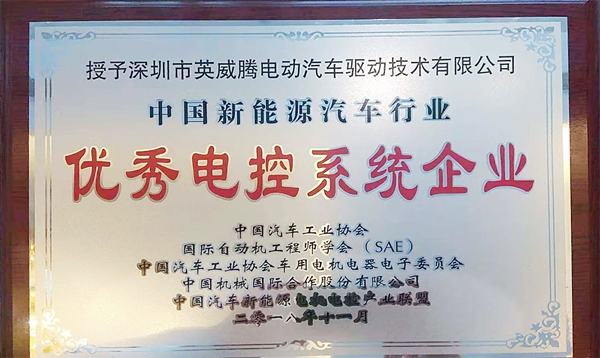 授予深圳市英威腾电动汽车驱动技术有限公司
中国新能源汽车行业
优秀电控系统企业
中国汽车工业协会
国际自动机工程师学会（SAE）
中国汽车工业协会车用电机电器电子委员会
中国机械国际合作股份有限公司
中国汽车新能源电机电控产业联盟
二零一八年十一月